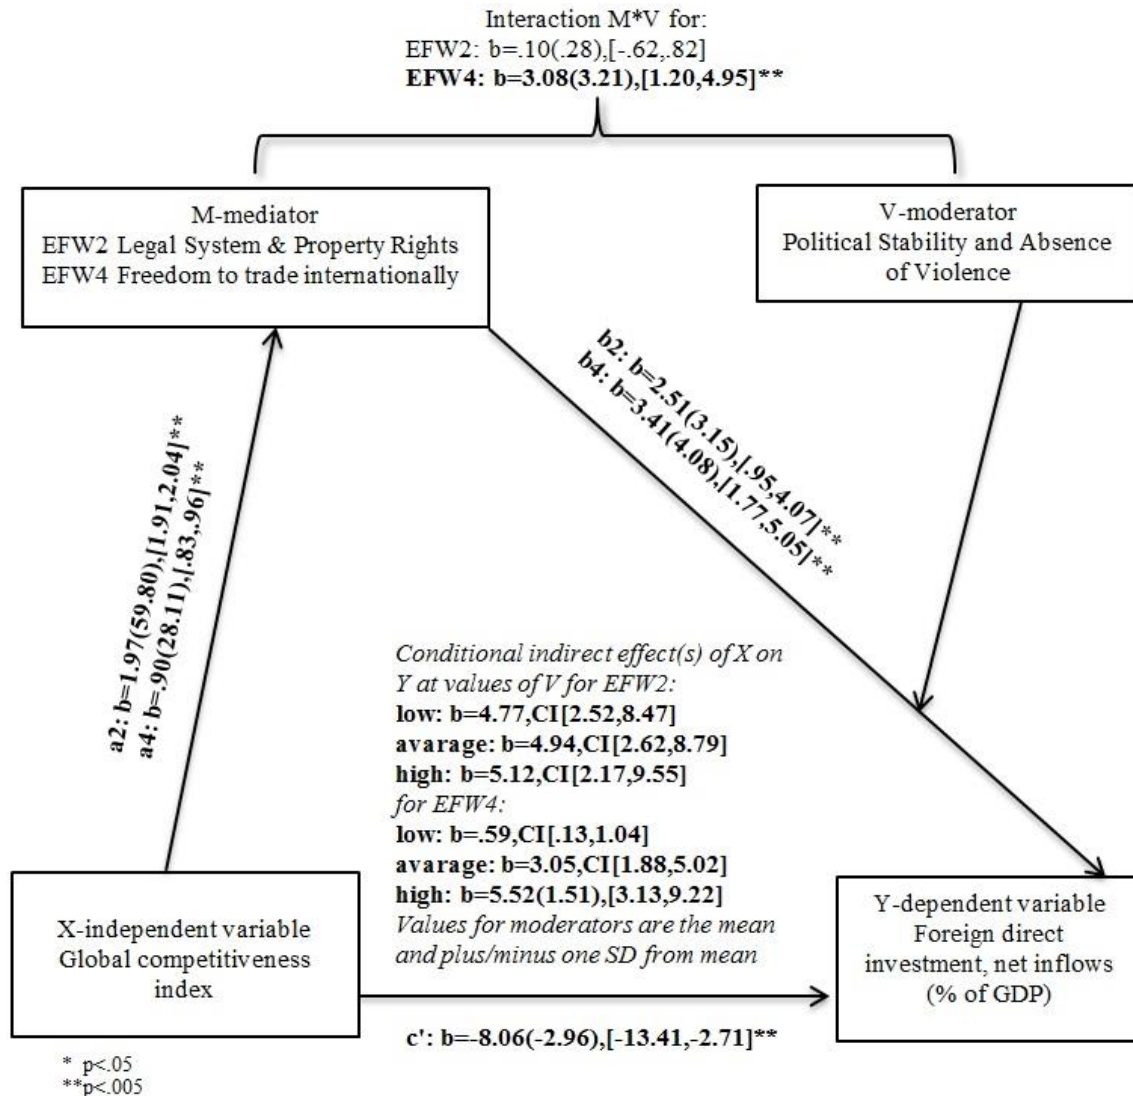 Interaction M*V for:
EFW2: b=.10(.28),[-.62,.82]
EFW4: b=3.08(3.21),[1.20,4.95]**
M-mediator
EFW2 Legal System & Property Rights
EFW4 Freedom to trade internationally
V-moderator
Political Stability and Absence
of Violence
b2: b=2.51(3.15),[.95,4.07]**
b4: b=3.41(4.08),[1.77,5.05]**
a2: b=1.97(59.80),[1.91,2.04]**
a4: b=.90(28.11),[.83,.96]**
Conditional indirect effect(s) of X on
Y at values of V for EFW2:
low: b=4.77,CI[2.52,8.47]
avarage: b=4.94,CI[2.62,8.79]
high: b=5.12,CI[2.17,9.55]
for EFW4:
low: b=.59,CI[.13,1.04]
avarage: b=3.05,CI[1.88,5.02]
high: b=5.52(1.51),[3.13,9.22]
Values for moderators are the mean
and plus/minus one SD from mean
X-independent variable
Global competitiveness
index
Y-dependent variable
Foreign direct
investment, net inflows
(% of GDP)
c': b=-8.06(-2.96),[-13.41,-2.71]**
* p<.05
**p<.005